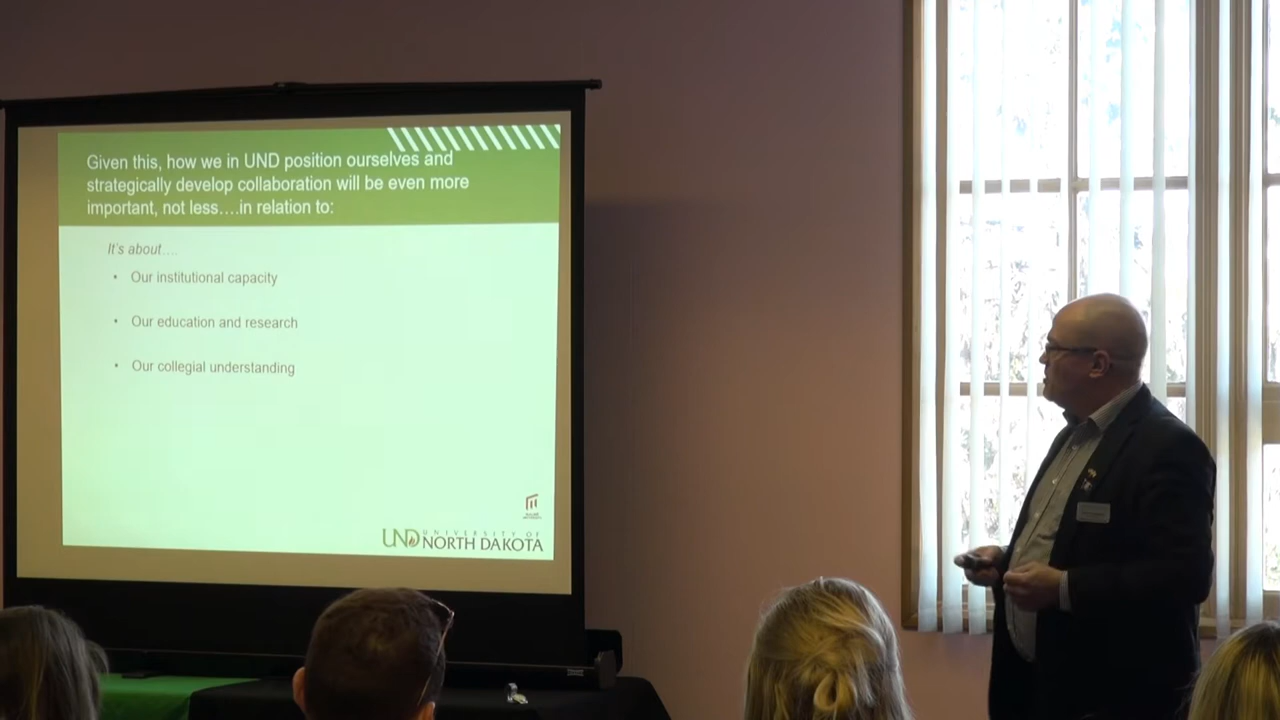 Given this, how we in UND position ourselves and
strategically develop collaboration will be even more
important, not less….in relation to:
It's about….
• Our institutional capacity
• Our education and research
• Our collegial understanding
UND UNIVERSITY OF
NORTH DAKOTA